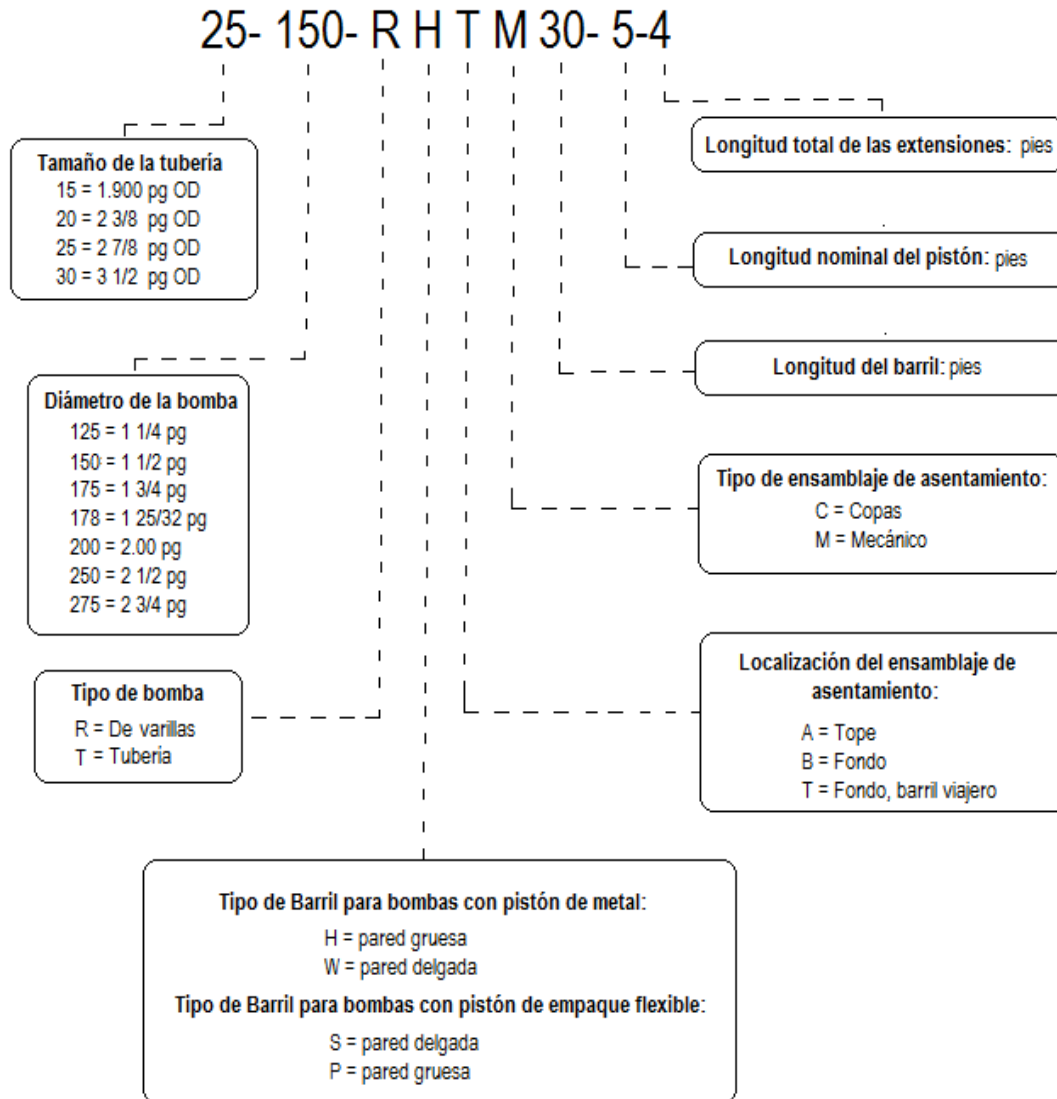 25- 150- R H T M 30- 5-4
Tamaño de la tubería
15 = 1.900 pg OD
20 = 2 3/8 pg OD
25 = 2 7/8 pg OD
30 = 3 1/2 pg OD
Diámetro de la bomba
125 = 1 1/4 pg
150 = 1 1/2 pg
175 = 1 3/4 pg
178 = 1 25/32 pg
200 = 2.00 pg
250 = 2 1/2 pg
275 = 2 3/4 pg
Tipo de bomba
R = De varillas
T = Tubería
Tipo de Barril para bombas con pistón de metal:
H = pared gruesa
W = pared delgada
Tipo de Barril para bombas con pistón de empaque flexible:
S = pared delgada
P = pared gruesa
Longitud total de las extensiones: pies
Longitud nominal del pistón: pies
Longitud del barril: pies
Tipo de ensamblaje de asentamiento:
C = Copas
M = Mecánico
Localización del ensamblaje de
asentamiento:
A = Tope
B = Fondo
T = Fondo, barril viajero